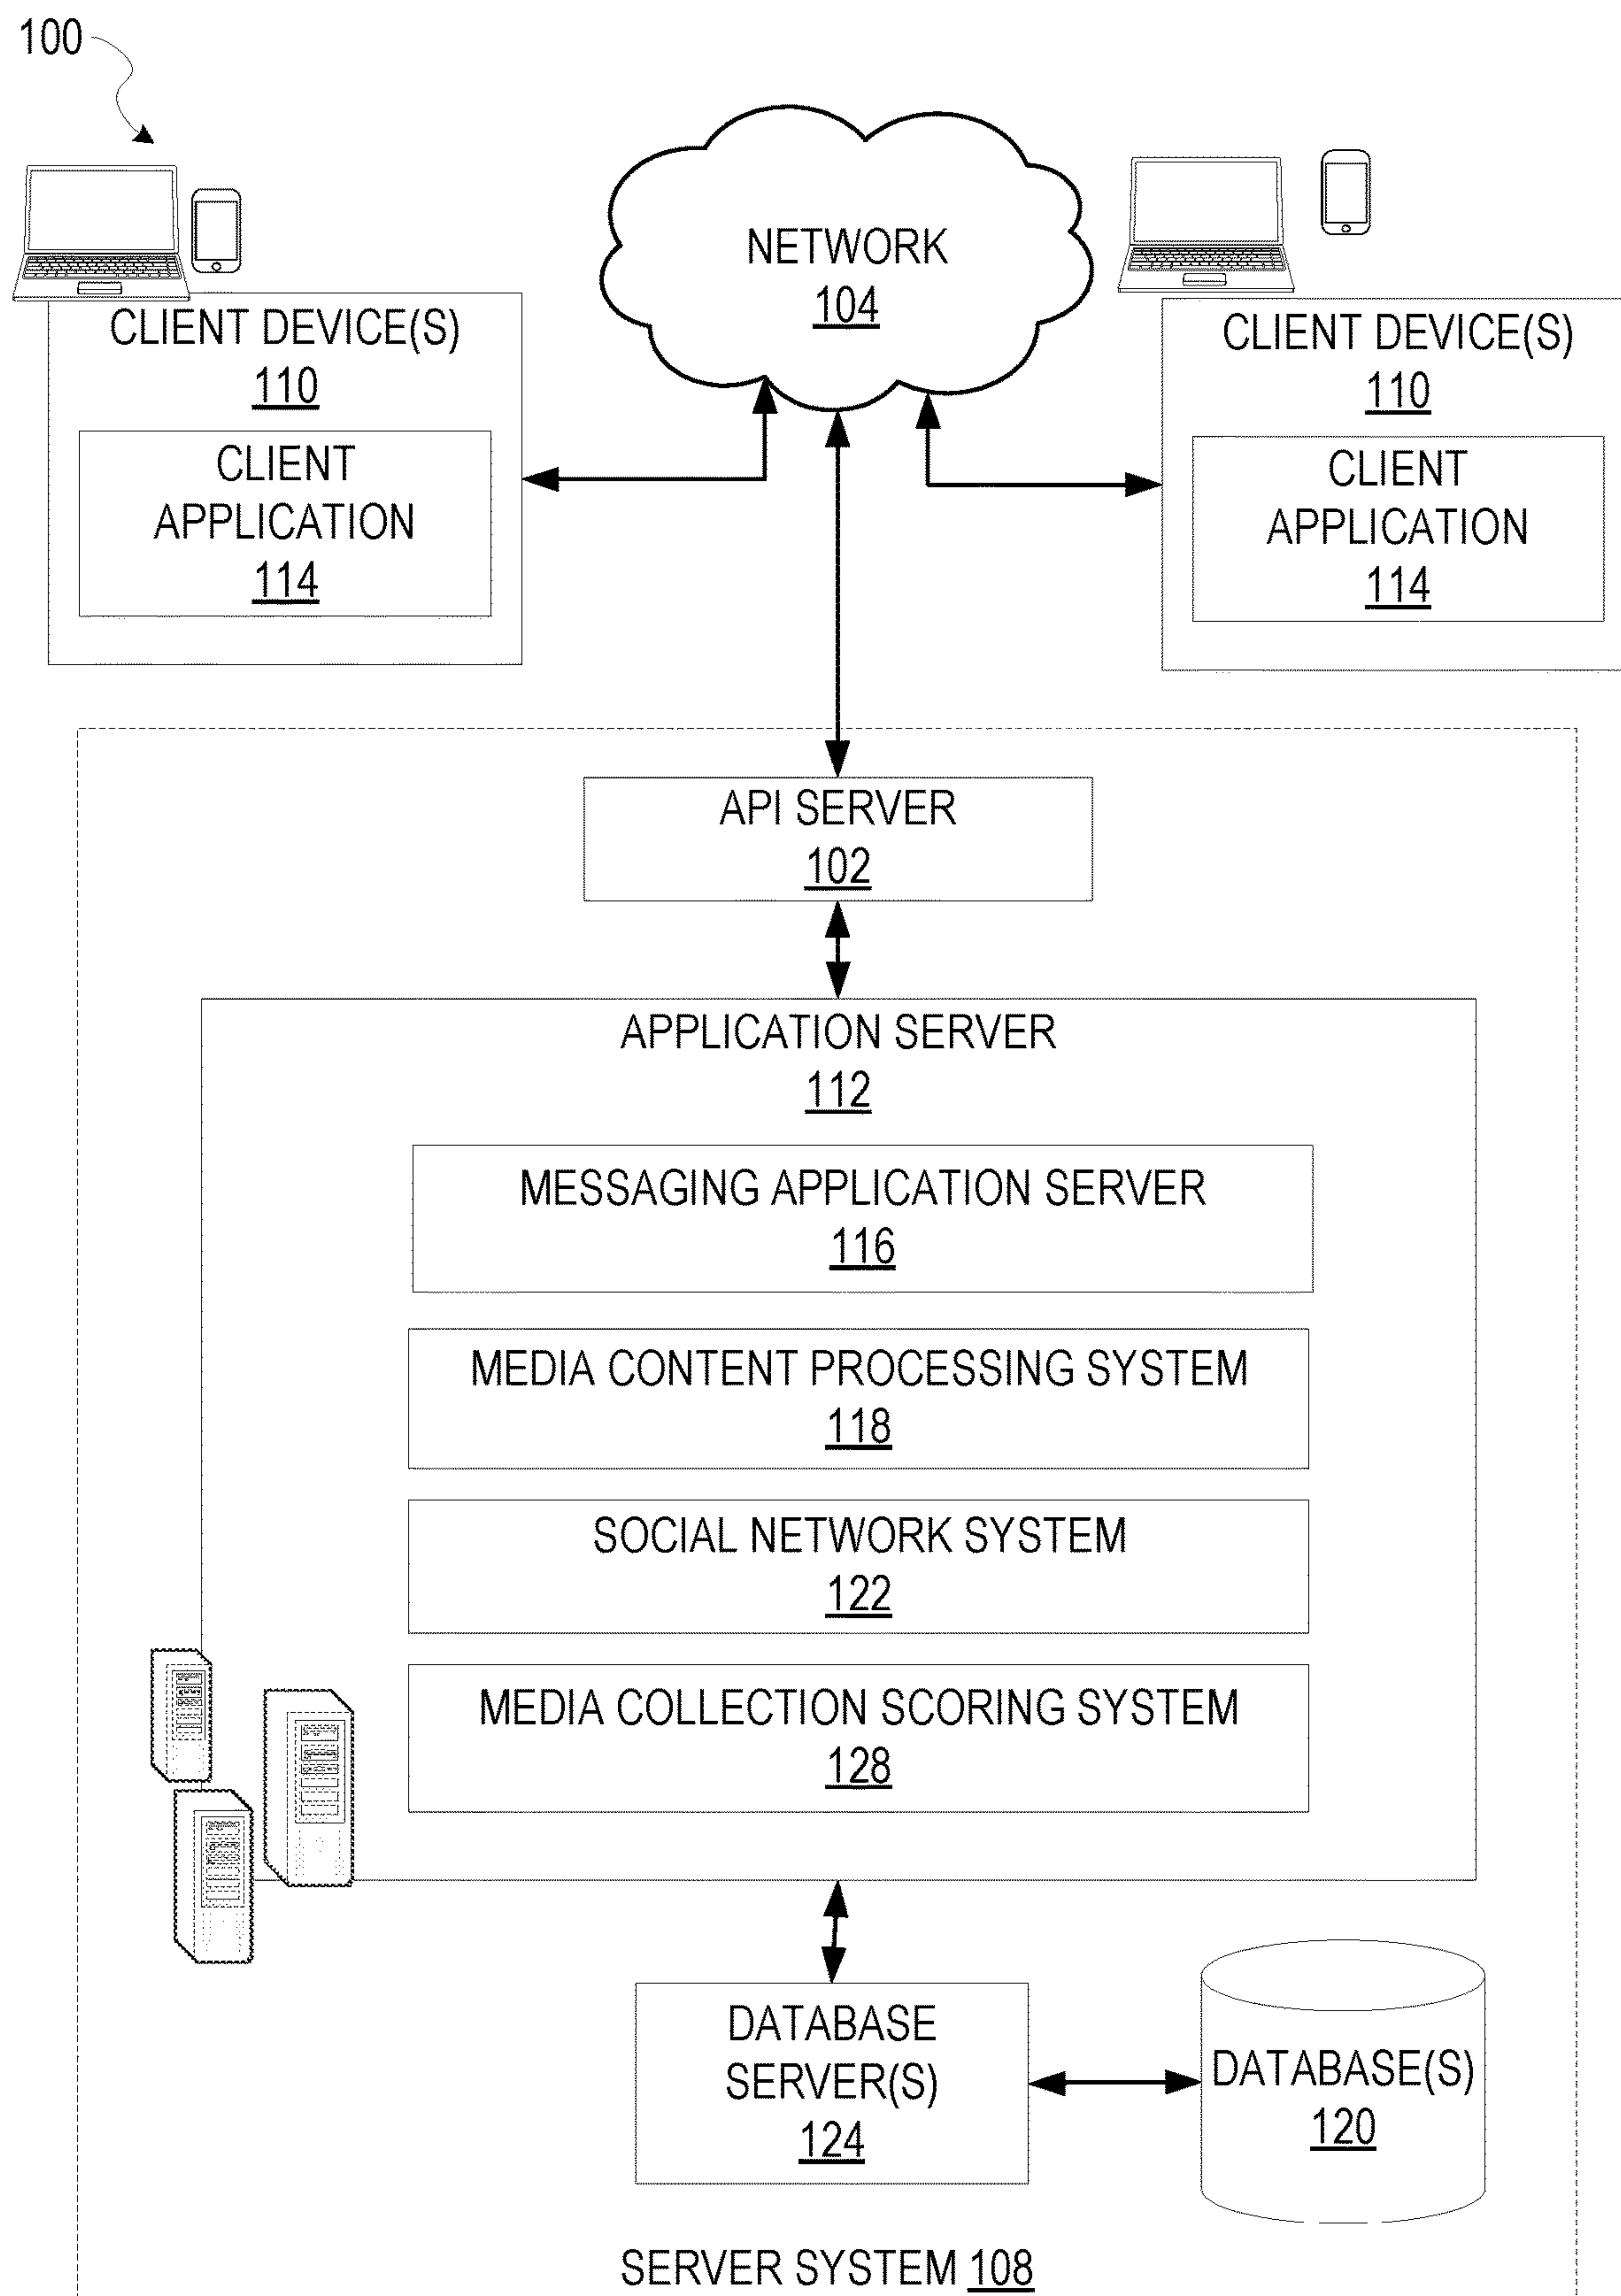 100
NETWORK
104
CLIENT DEVICE(S)
110
CLIENT
APPLICATION
114
CLIENT DEVICE(S)
110
CLIENT
APPLICATION
114
API SERVER
102
APPLICATION SERVER
112
MESSAGING APPLICATION SERVER
116
MEDIA CONTENT PROCESSING SYSTEM
118
SOCIAL NETWORK SYSTEM
122
MEDIA COLLECTION SCORING SYSTEM
128
DATABASE
SERVER(S)
124
DATABASE(S)
120
SERVER SYSTEM 108